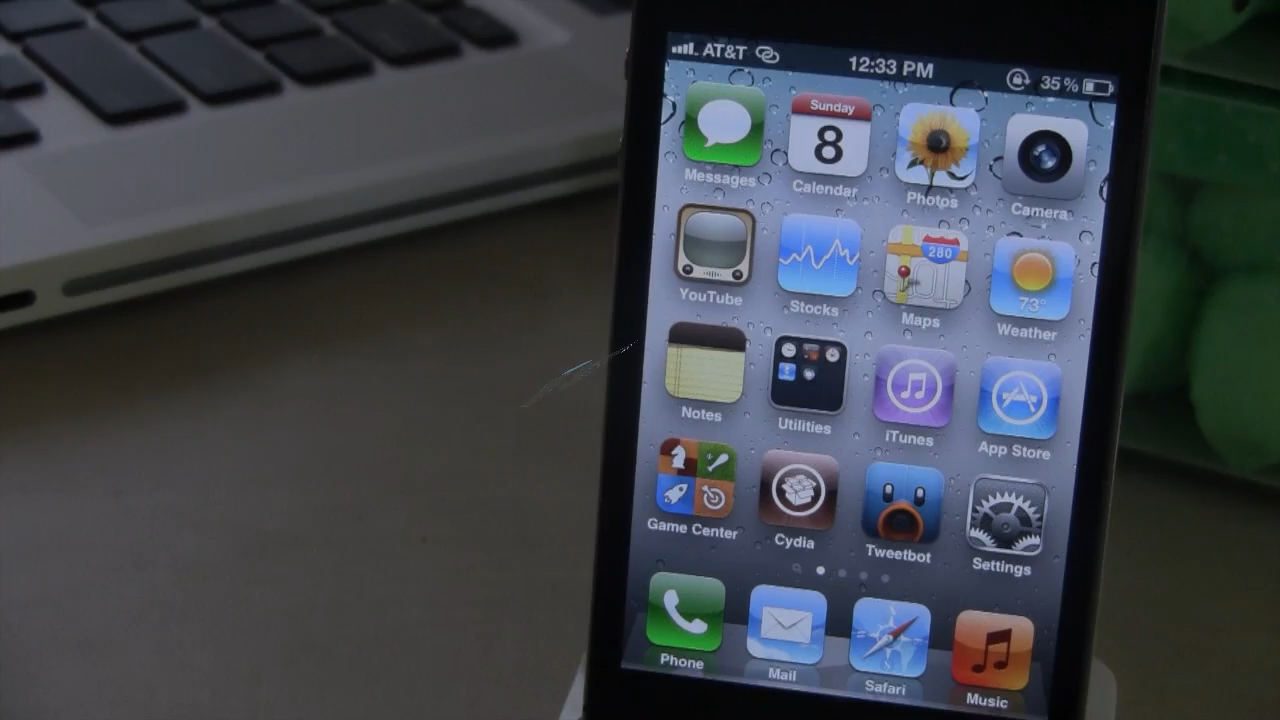 AT&T 12:33 PM 35%
Sunday
8
Messages Calendar Photos Camera
280
73°
YouTube Stocks Maps Weather
Notes Utilities iTunes App Store
Game Center Cydia Tweetbot Settings
Phone Mail Safari Music